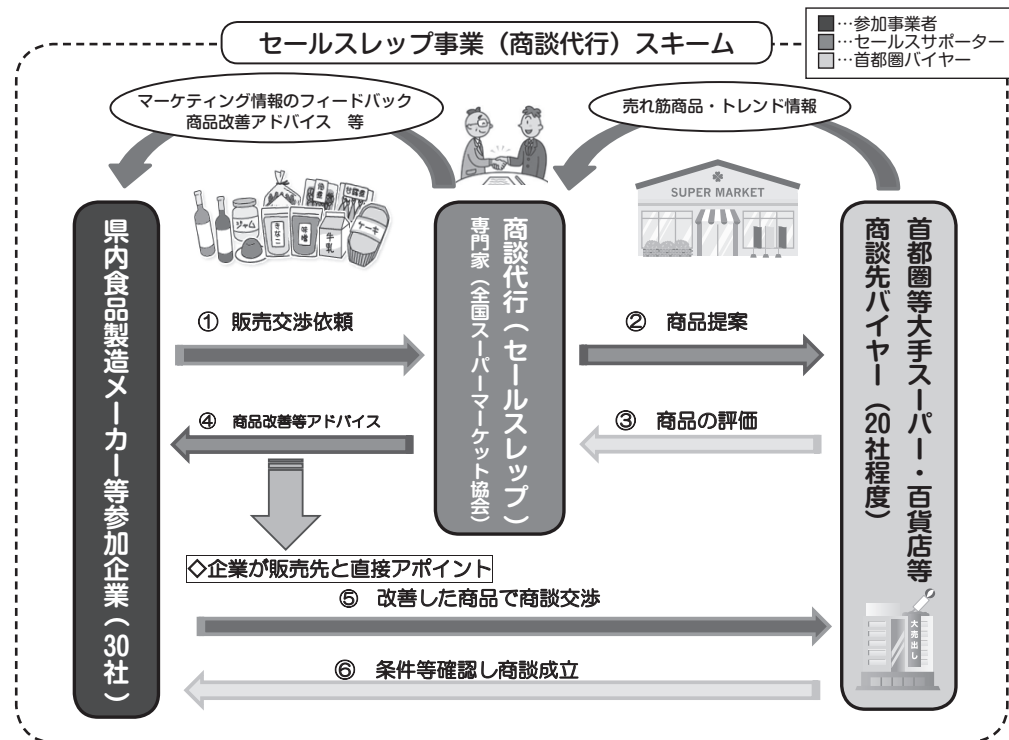 セールスレップ事業（商談代行）スキーム
■…参加事業者
■…セールスサポーター
■…首都圏バイヤー
マーケティング情報のフィードバック
商品改善アドバイス　等
売れ筋商品・トレンド情報
ジャム
きなこ
味噌
牛乳
ケーキ
SUPER MARKET
県内食品製造メーカー等参加企業（30社）
商談代行（セールスレップ）
専門家（全国スーパーマーケット協会）
首都圏等大手スーパー・百貨店等
商談先バイヤー（20社程度）
①　販売交渉依頼
②　商品提案
③　商品の評価
④　商品改善等アドバイス
◇企業が販売先と直接アポイント
⑤　改善した商品で商談交渉
⑥　条件等確認し商談成立
大売出し